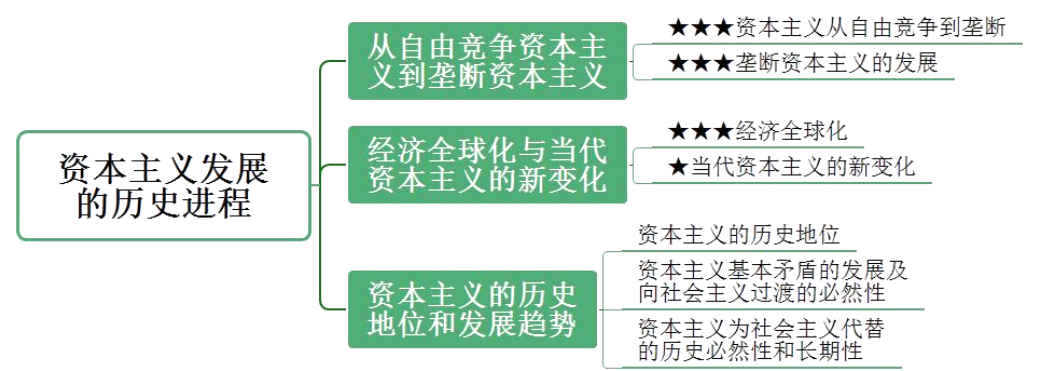 资本主义发展
的历史进程
从自由竞争资本主
义到垄断资本主义
★★★资本主义从自由竞争到垄断
★★★垄断资本主义的发展
经济全球化与当代
资本主义的新变化
★★★经济全球化
★当代资本主义的新变化
资本主义的历史
地位和发展趋势
资本主义的历史地位
资本主义基本矛盾的发展及
向社会主义过渡的必然性
资本主义为社会主义代替
的历史必然性和长期性